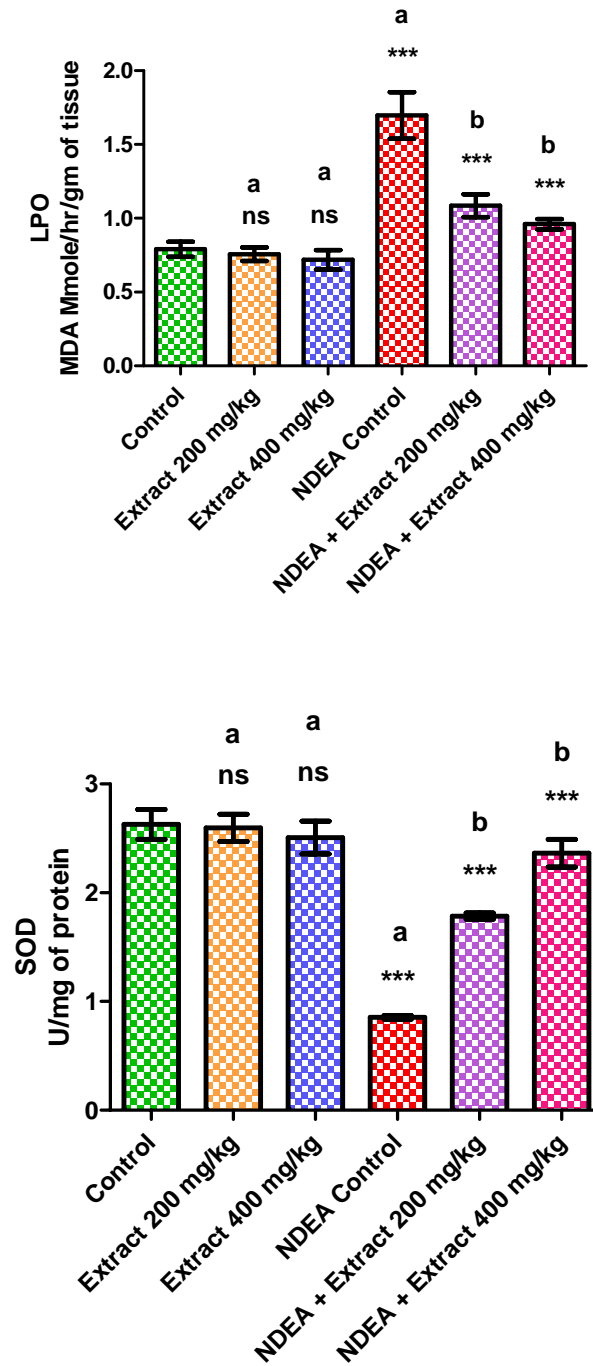 a
***
2.0
b
1.5
***
b
***
a
a
ns
ns
1.0
0.5
0.0
LPO
MDA Mmole/hr/gm of tissue
Control
Extract 200 mg/kg
Extract 400 mg/kg
NDEA Control
NDEA + Extract 200 mg/kg
NDEA + Extract 400 mg/kg
a
a
b
ns
ns
***
3
b
***
2
a
***
1
0
SOD
U/mg of protein
Control
Extract 200 mg/kg
Extract 400 mg/kg
NDEA Control
NDEA + Extract 200 mg/kg
NDEA + Extract 400 mg/kg